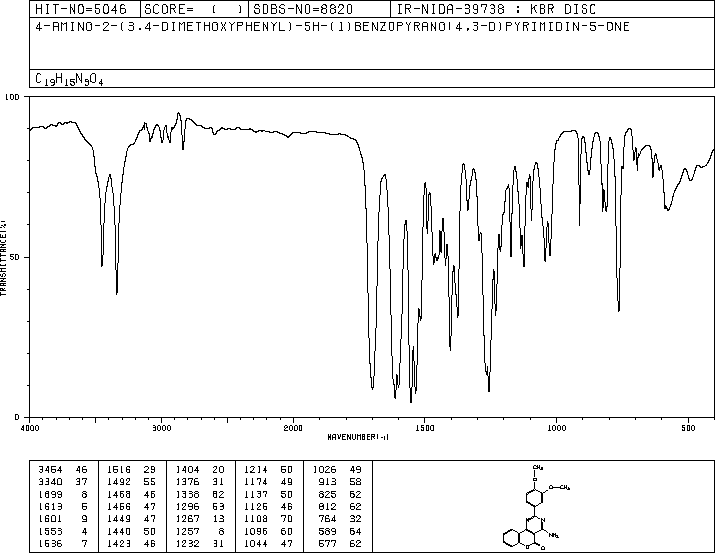 HIT-NO=5046 SCORE= ( ) SDBS-NO=8820 IR-NIDA-39738 : KBR DISC
4-AMINO-2-(3,4-DIMETHOXYPHENYL)-5H-(1)BENZOPYRANO(4,3-D)PYRIMIDIN-5-ONE
C19H15N3O4
100
50
0
TRANSMITTANCE(%)
4000 3000 2000 1500 1000 500
WAVENUMBER(-1)
3464 46 1516 29 1404 20 1214 50 1026 49
3340 37 1492 55 1376 31 1174 49 913 58
1699 8 1468 46 1338 62 1137 50 825 62
1613 5 1466 47 1296 53 1126 46 812 62
1601 9 1449 47 1267 13 1108 70 764 32
1553 4 1440 50 1257 8 1096 60 589 64
1536 7 1423 46 1232 31 1044 47 577 62
CH3
O
O CH3
N N
NH2
O O